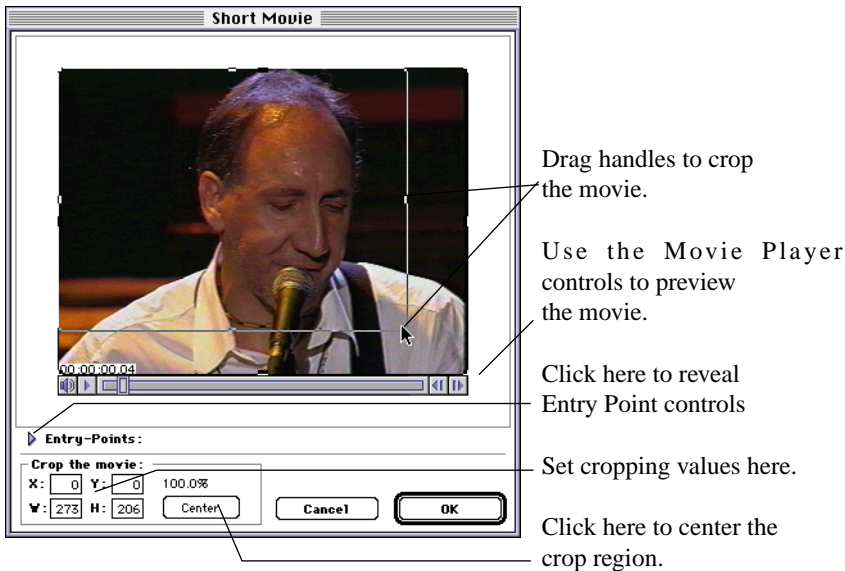 Short Movie
Drag handles to crop
the movie.
Use the Movie Player
controls to preview
the movie.
00:00:00.04
Click here to reveal
Entry Point controls
Entry-Points:
Crop the movie:
X: 0 Y: 0 100.0%
Set cropping values here.
W: 273 H: 206 Center Cancel OK
Click here to center the
crop region.